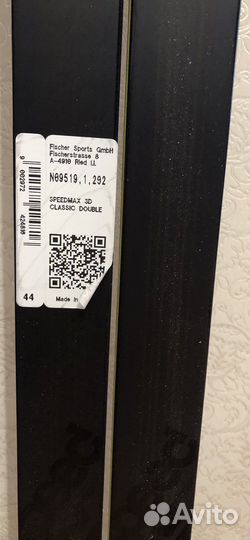 Fischer Sports GmbH
Fischerstrasse 8
A-4910 Ried i.I.
N09519,1,292
SPEEDMAX 3D
CLASSIC DOUBLE
44
Made in
Avito